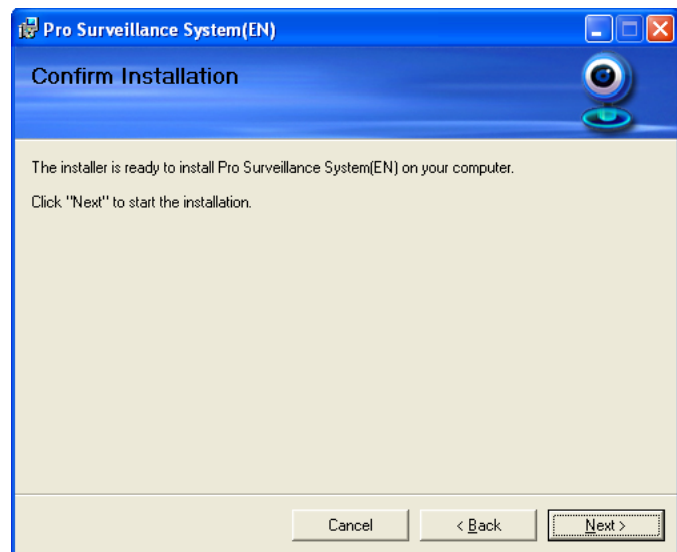 Pro Surveillance System(EN)
Confirm Installation
The installer is ready to install Pro Surveillance System(EN) on your computer.
Click "Next" to start the installation.
Cancel
< Back
Next >